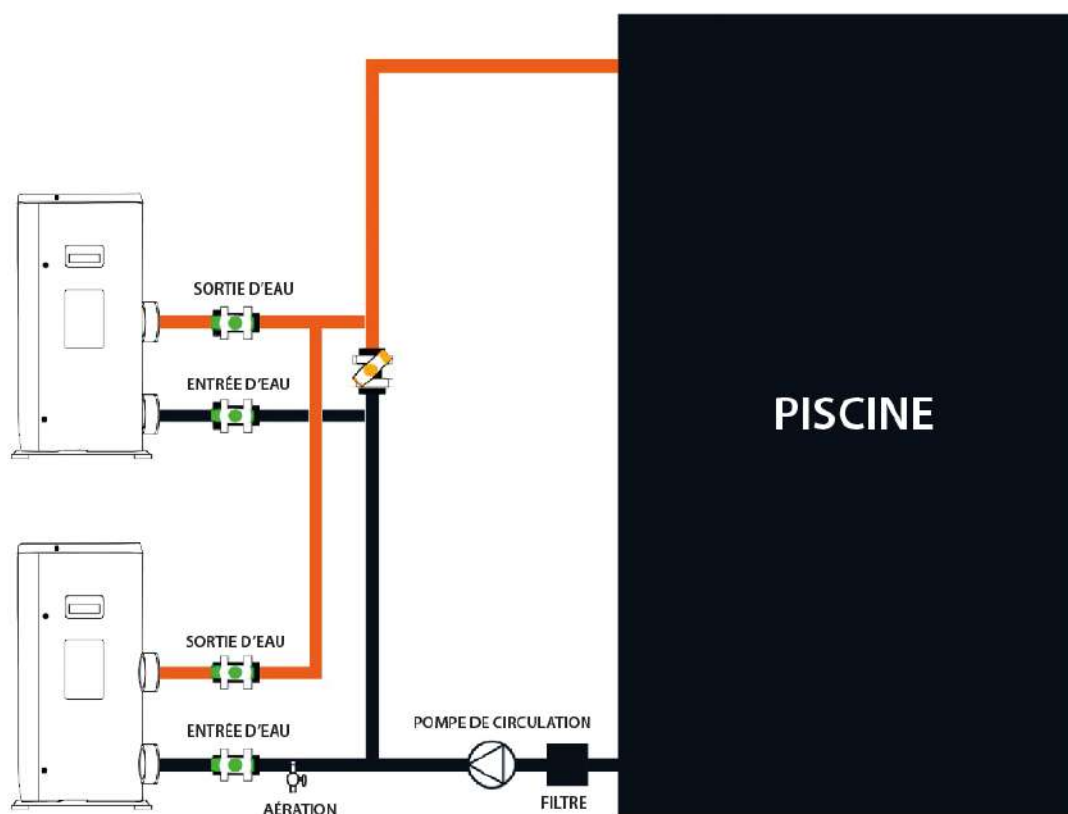 SORTIE D'EAU
ENTRÉE D'EAU
PISCINE
SORTIE D'EAU
ENTRÉE D'EAU
POMPE DE CIRCULATION
AÉRATION
FILTRE